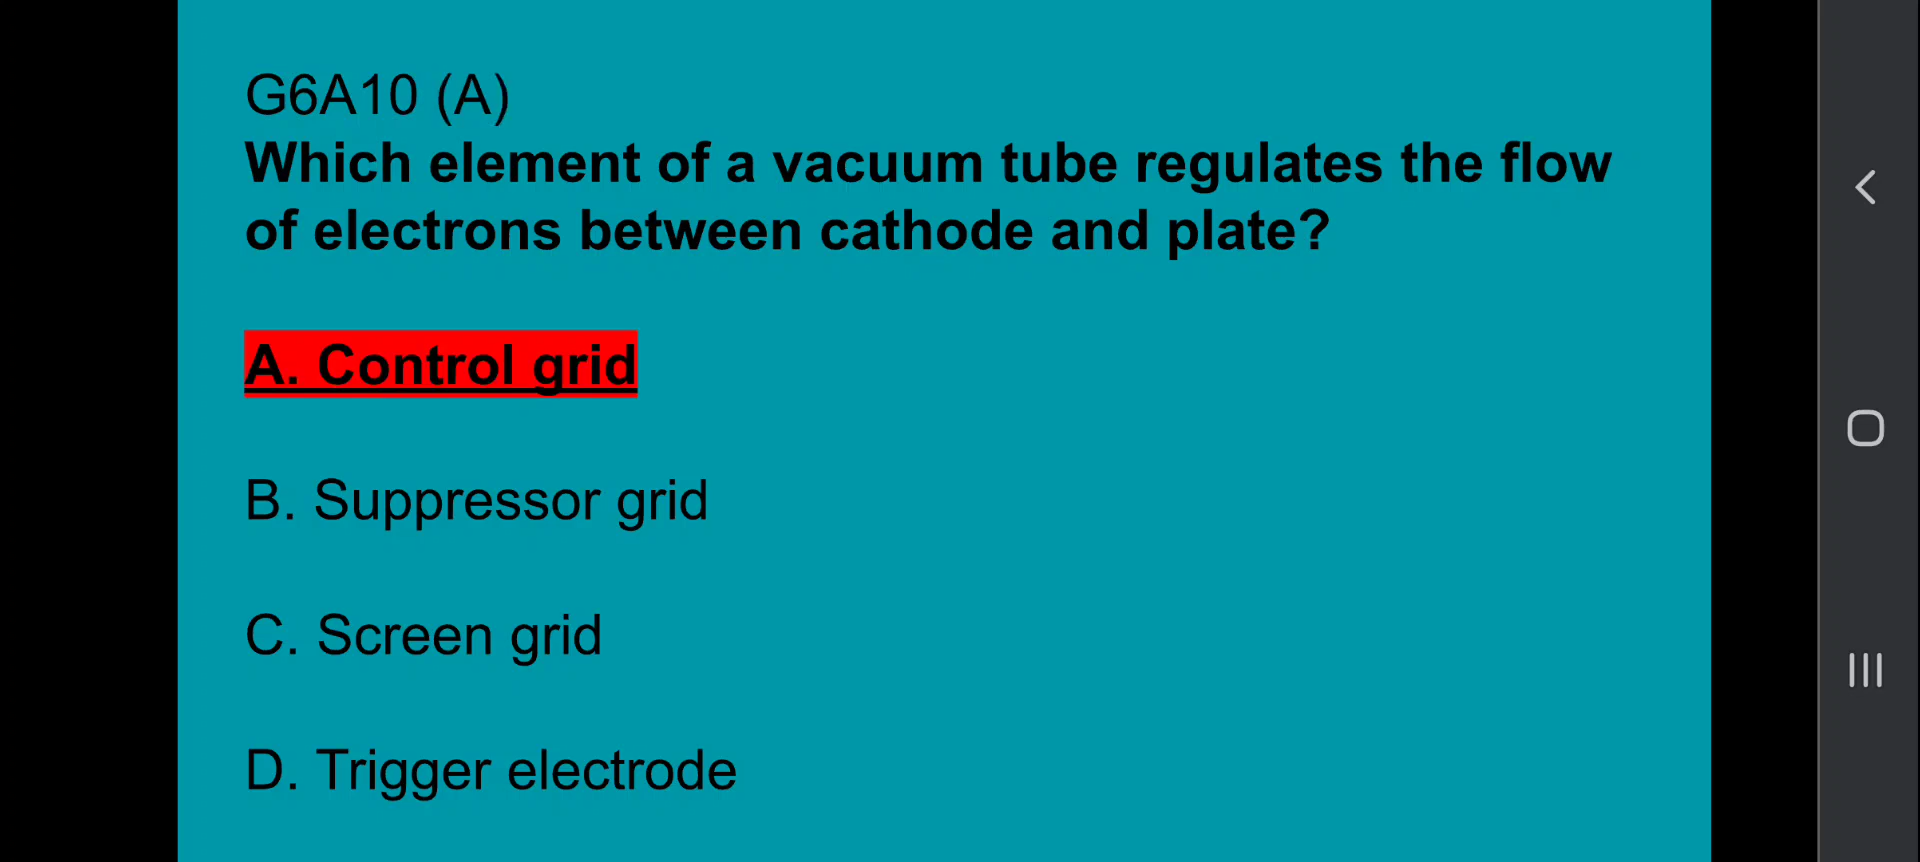 G6A10 (A)
Which element of a vacuum tube regulates the flow
of electrons between cathode and plate?
A. Control grid
B. Suppressor grid
C. Screen grid
D. Trigger electrode